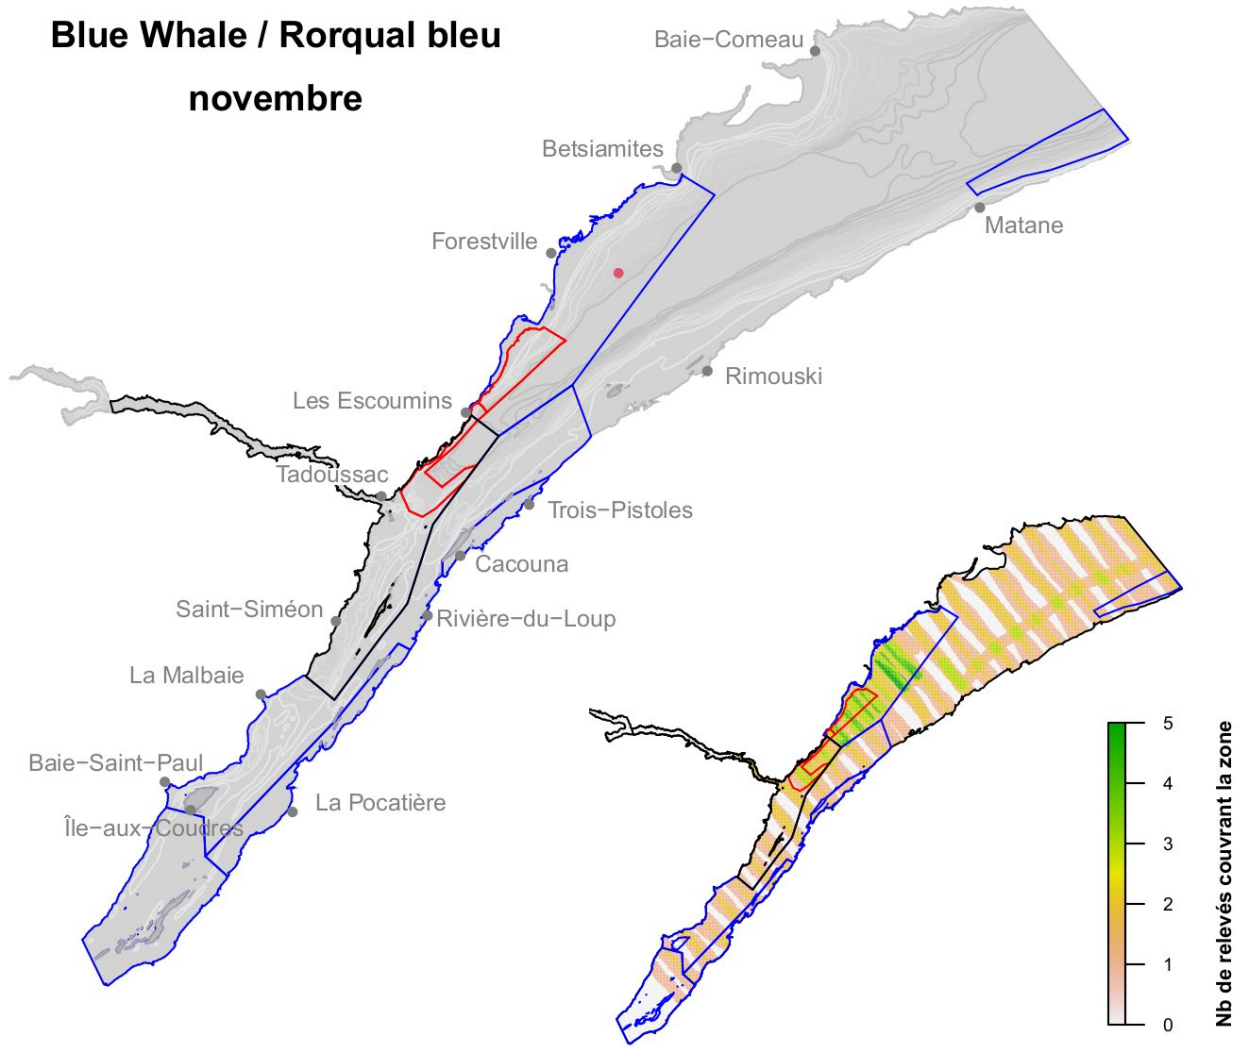 Blue Whale / Rorqual bleu
novembre
Baie−Comeau
Betsiamites
Matane
Forestville
Rimouski
Les Escoumins
Tadoussac
Trois−Pistoles
Cacouna
Saint−Siméon
Rivière−du−Loup
La Malbaie
Baie−Saint−Paul
La Pocatière
Île−aux−Coudres
5
4
3
2
1
0
Nb de relevés couvrant la zone